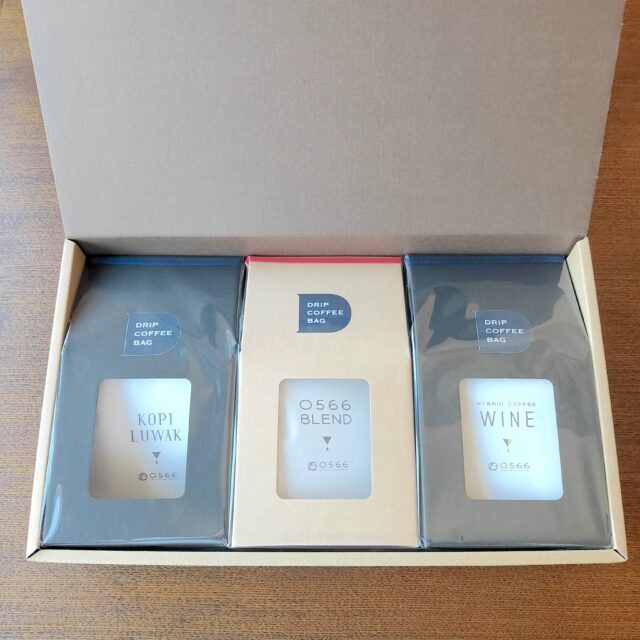 DRIP
COFFEE
BAG
KOPI
LUWAK
0566
DRIP
COFFEE
BAG
0566
BLEND
0566
DRIP
COFFEE
BAG
HYBRID COFFEE
WINE
0566